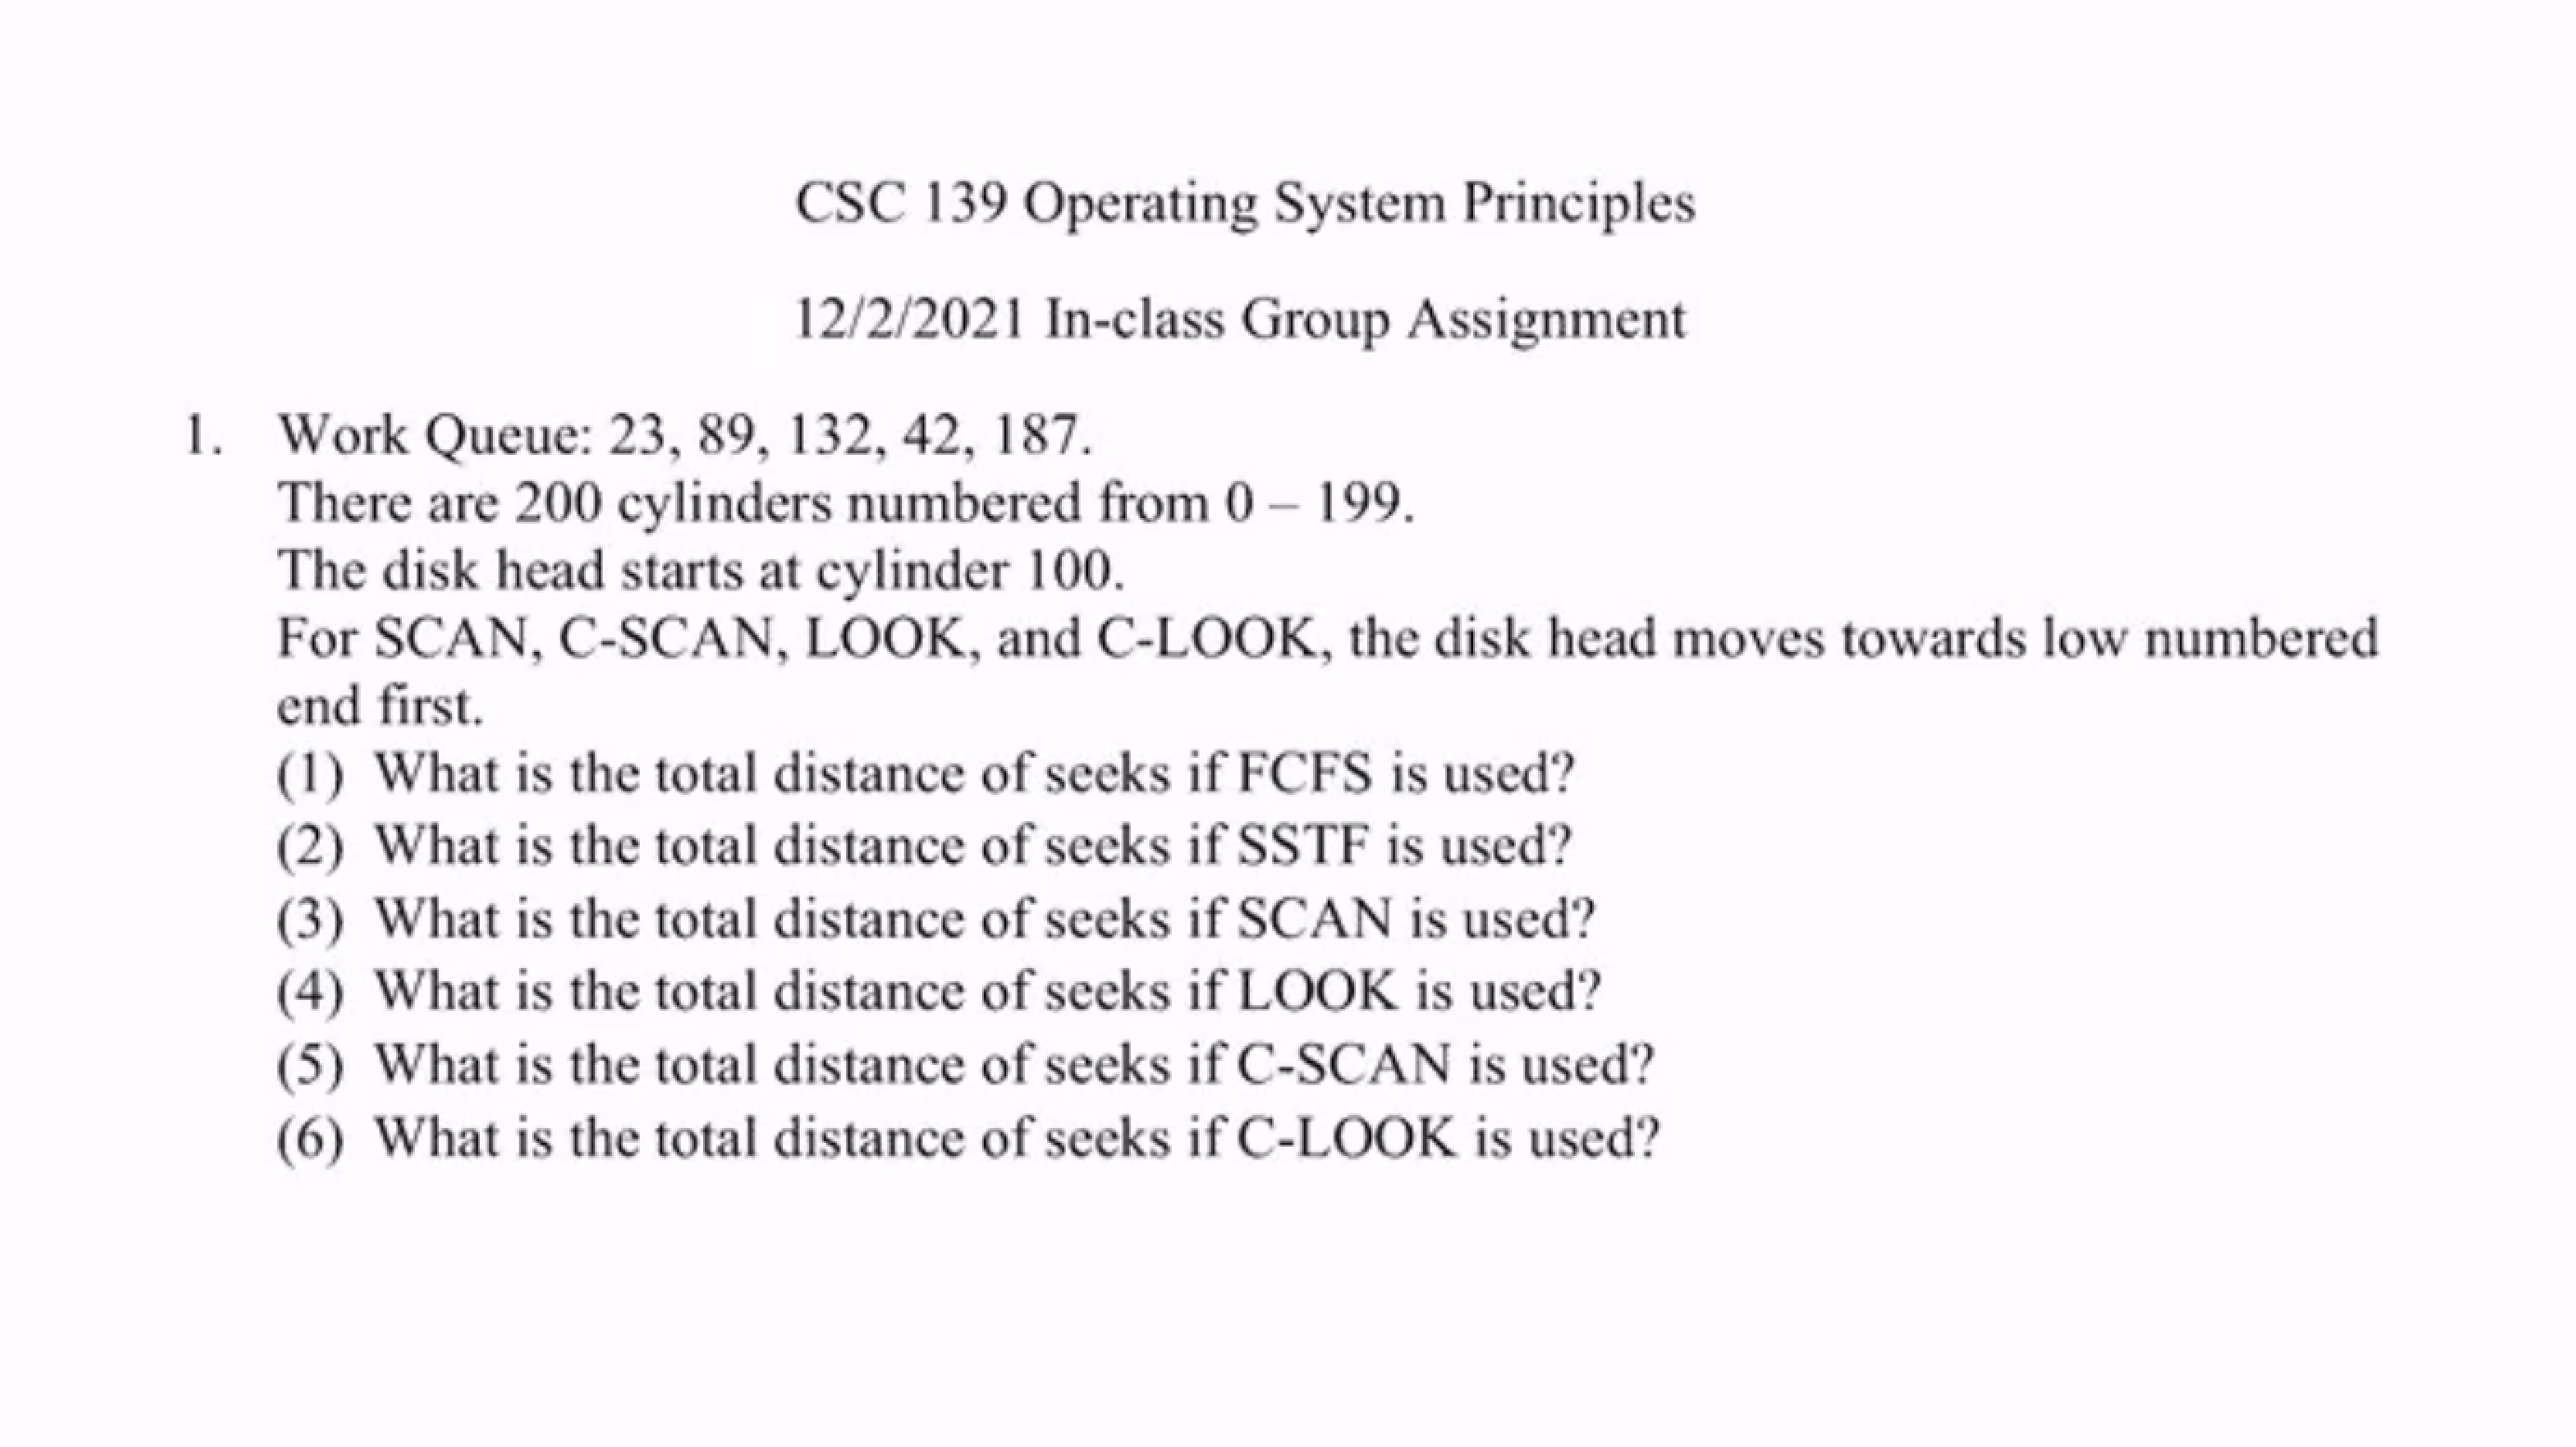 CSC 139 Operating System Principles
12/2/2021 In-class Group Assignment
1. Work Queue: 23, 89, 132, 42, 187.
There are 200 cylinders numbered from 0 – 199.
The disk head starts at cylinder 100.
For SCAN, C-SCAN, LOOK, and C-LOOK, the disk head moves towards low numbered
end first.
(1) What is the total distance of seeks if FCFS is used?
(2) What is the total distance of seeks if SSTF is used?
(3) What is the total distance of seeks if SCAN is used?
(4) What is the total distance of seeks if LOOK is used?
(5) What is the total distance of seeks if C-SCAN is used?
(6) What is the total distance of seeks if C-LOOK is used?